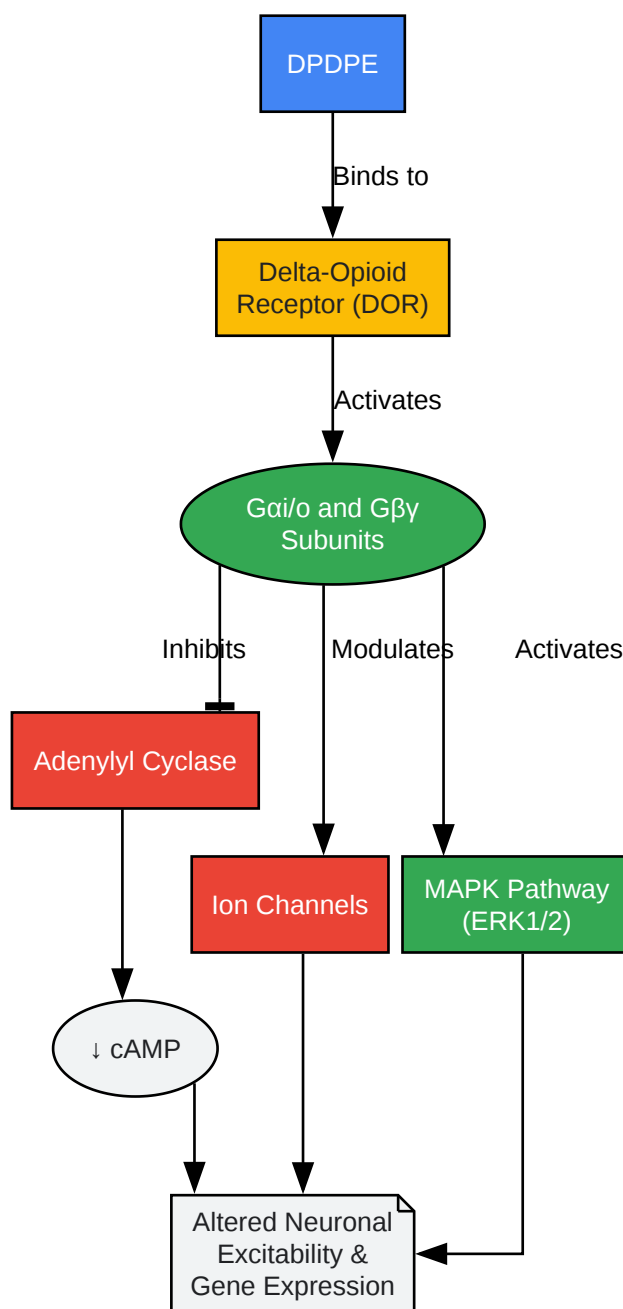 DPDPE
Binds to
Delta-Opioid
Receptor (DOR)
Activates
Gαi/o and Gβγ
Subunits
Inhibits
Modulates
Activates
Adenylyl Cyclase
Ion Channels
MAPK Pathway
(ERK1/2)
↓ cAMP
Altered Neuronal
Excitability &
Gene Expression